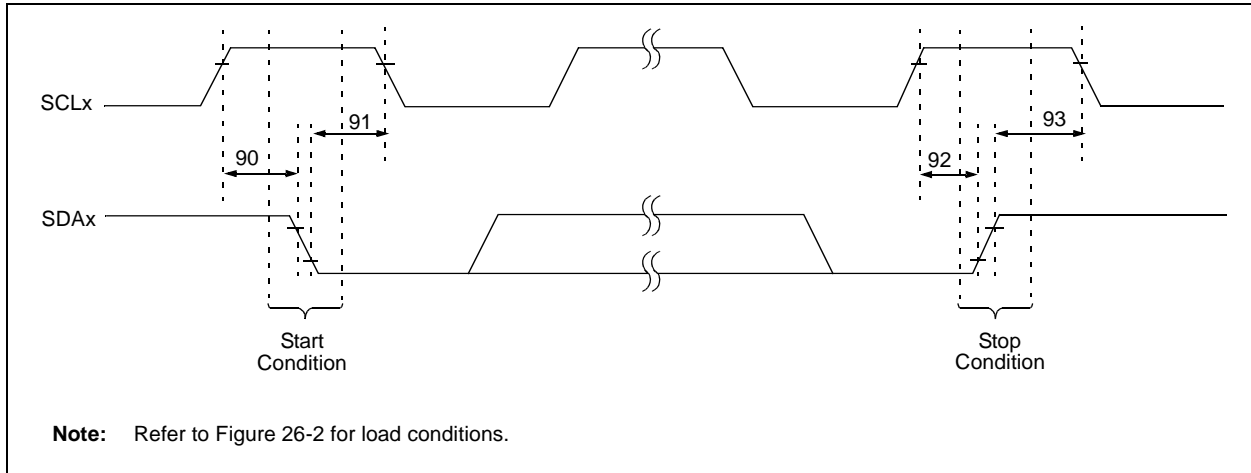 SCLx
91
93
90
92
SDAx
Start
Condition
Stop
Condition
Note: Refer to Figure 26-2 for load conditions.